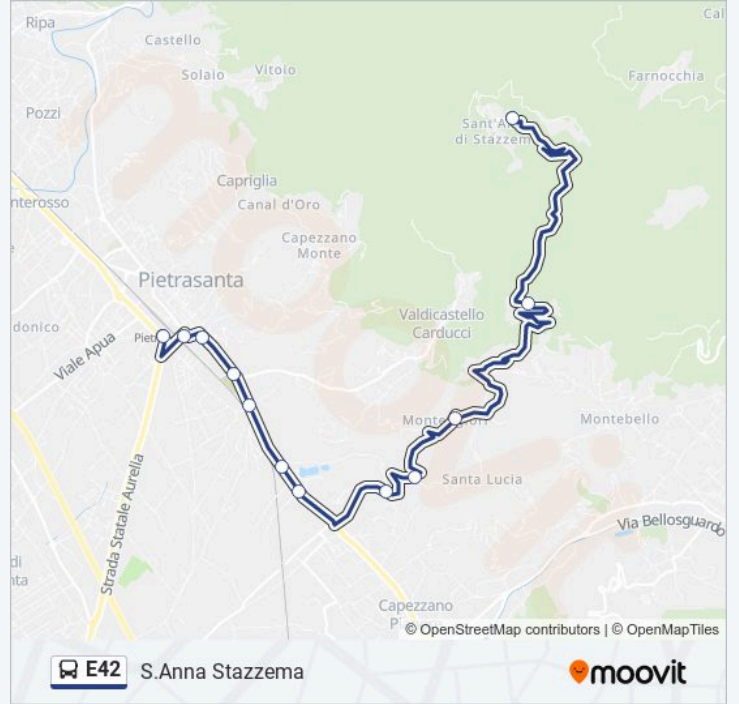 Ripa
Cal
Castello
Solaio
Vitoio
Farnocchia
Pozzi
Sant'A
di Stazzem
Capriglia
nterosso
Canal d'Oro
Capezzano
Monte
Pietrasanta
Valdicastello
Carducci
donico
Piet
Viale Apua
Monte
Montebello
Santa Lucia
Strada Statale Aurelia
Via Bellosguardo
di
ta
Capezzano
P
© OpenStreetMap contributors | © OpenMapTiles
E42 S.Anna Stazzema
moovit